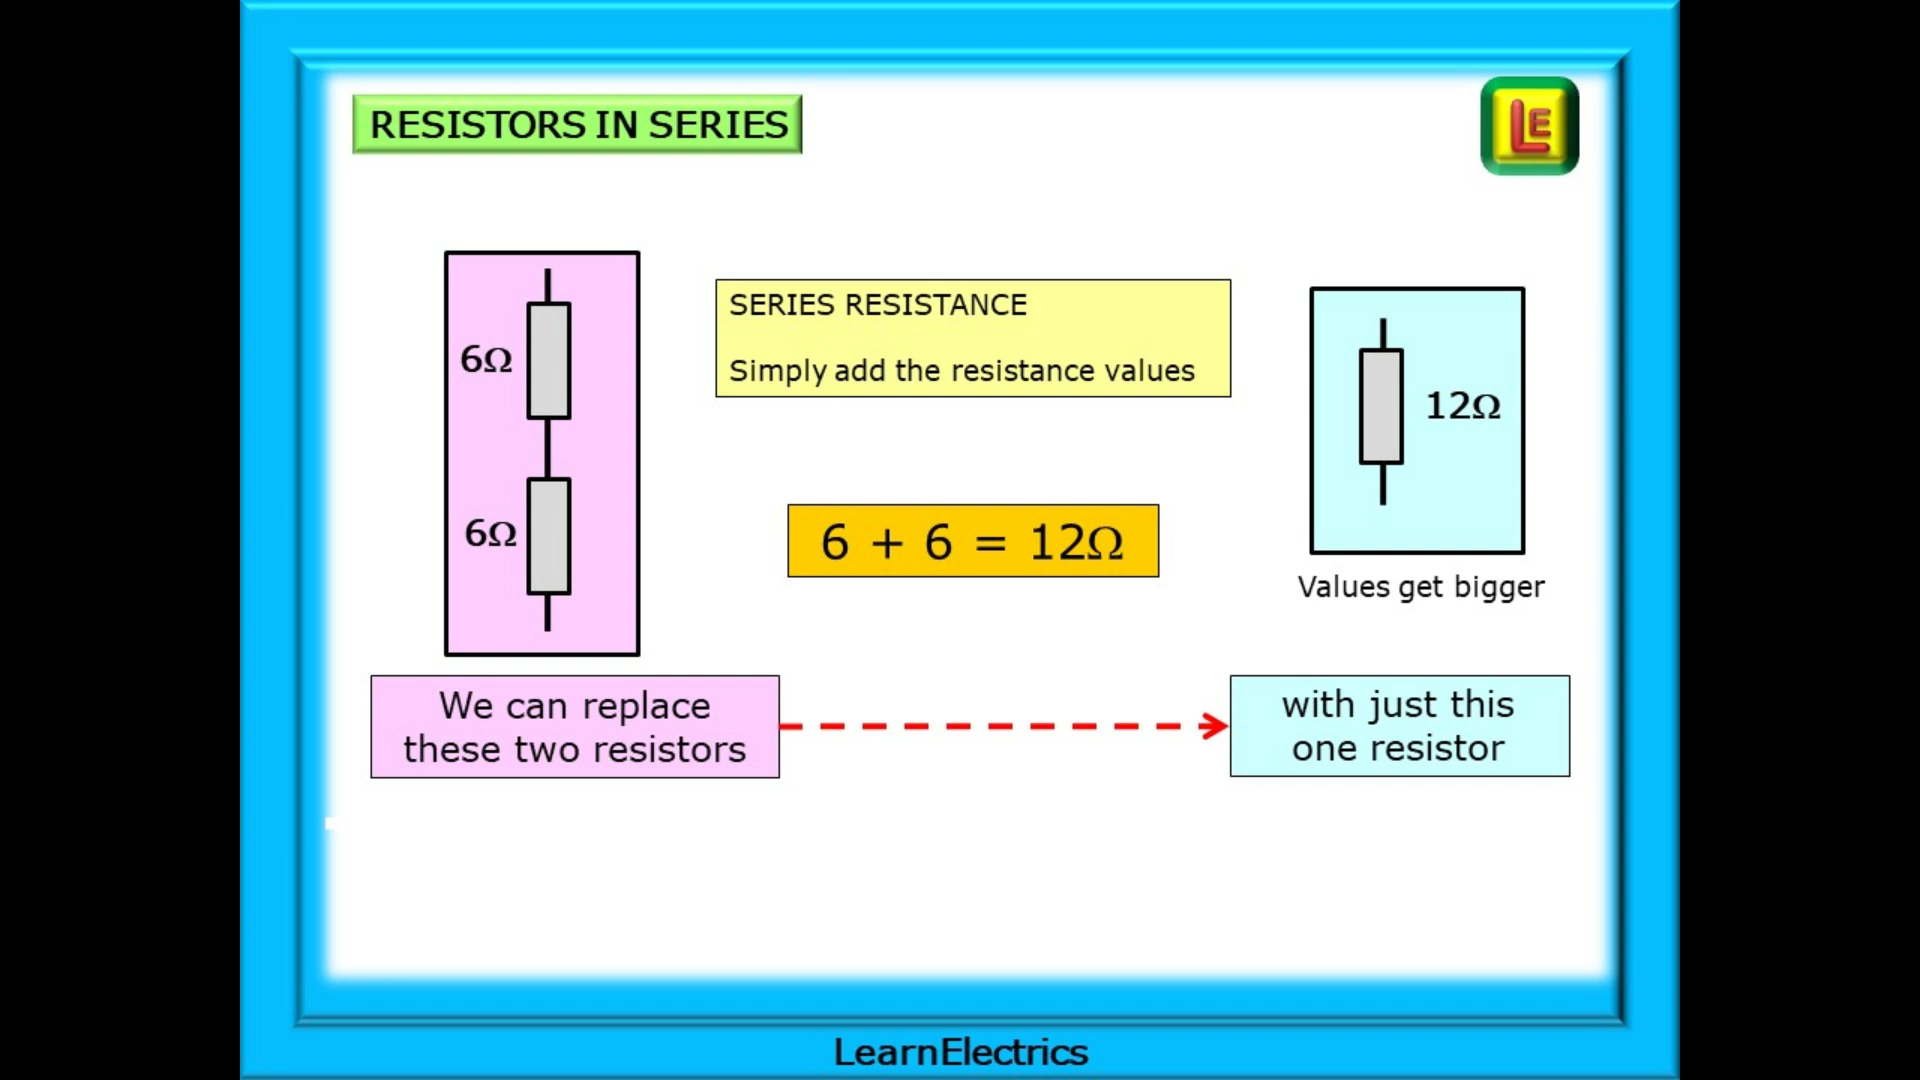 RESISTORS IN SERIES
LE
6Ω
6Ω
SERIES RESISTANCE
Simply add the resistance values
6 + 6 = 12Ω
12Ω
Values get bigger
We can replace
these two resistors
with just this
one resistor
LearnElectrics